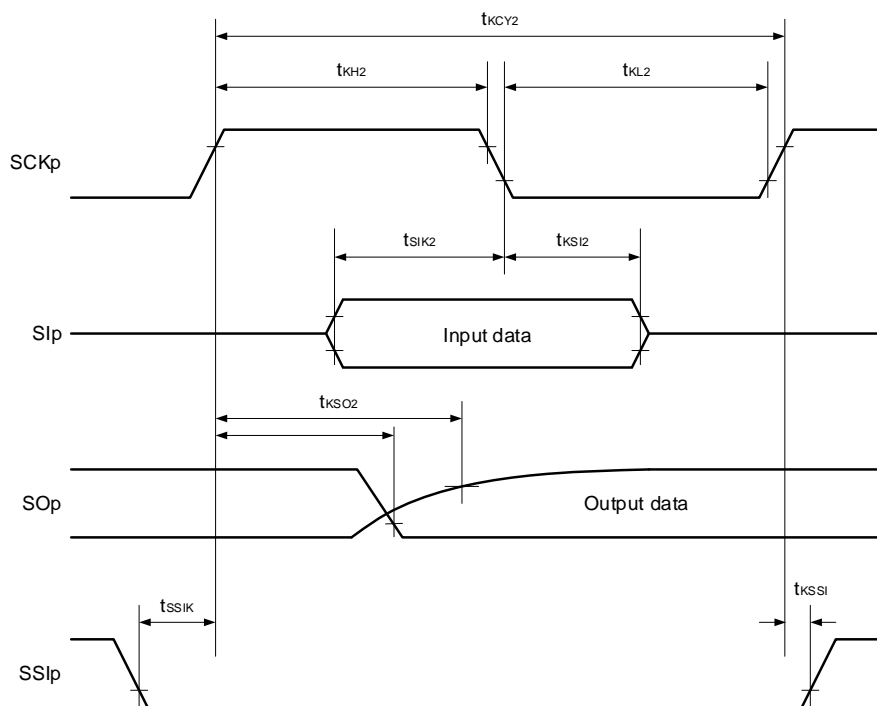 tKCY2
tKH2
tKL2
SCKp
tSIK2
tKSI2
SIp
Input data
tKSO2
SOp
Output data
tSSIK
tKSSI
SSIp